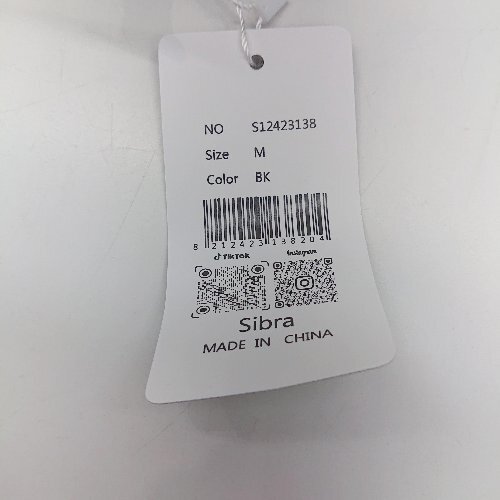 NO S12423138
Size M
Color BK
8 212423 138204
TikTok Instagram
Sibra
MADE IN CHINA